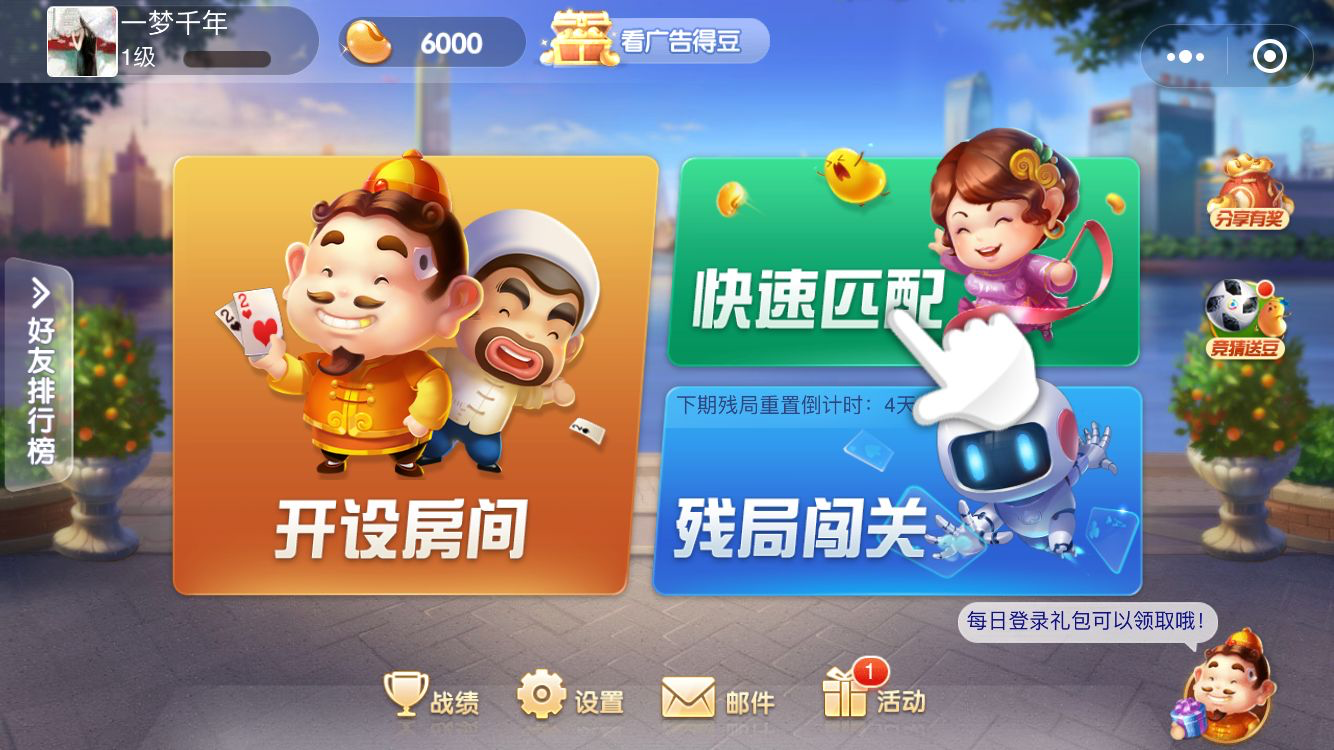 一梦千年
1级
6000
看广告得豆
分享有奖
竞猜送豆
好友排行榜
2
2
2
快速匹配
下期残局重置倒计时：4天
开设房间
残局闯关
每日登录礼包可以领取哦！
战绩
设置
邮件
1
活动